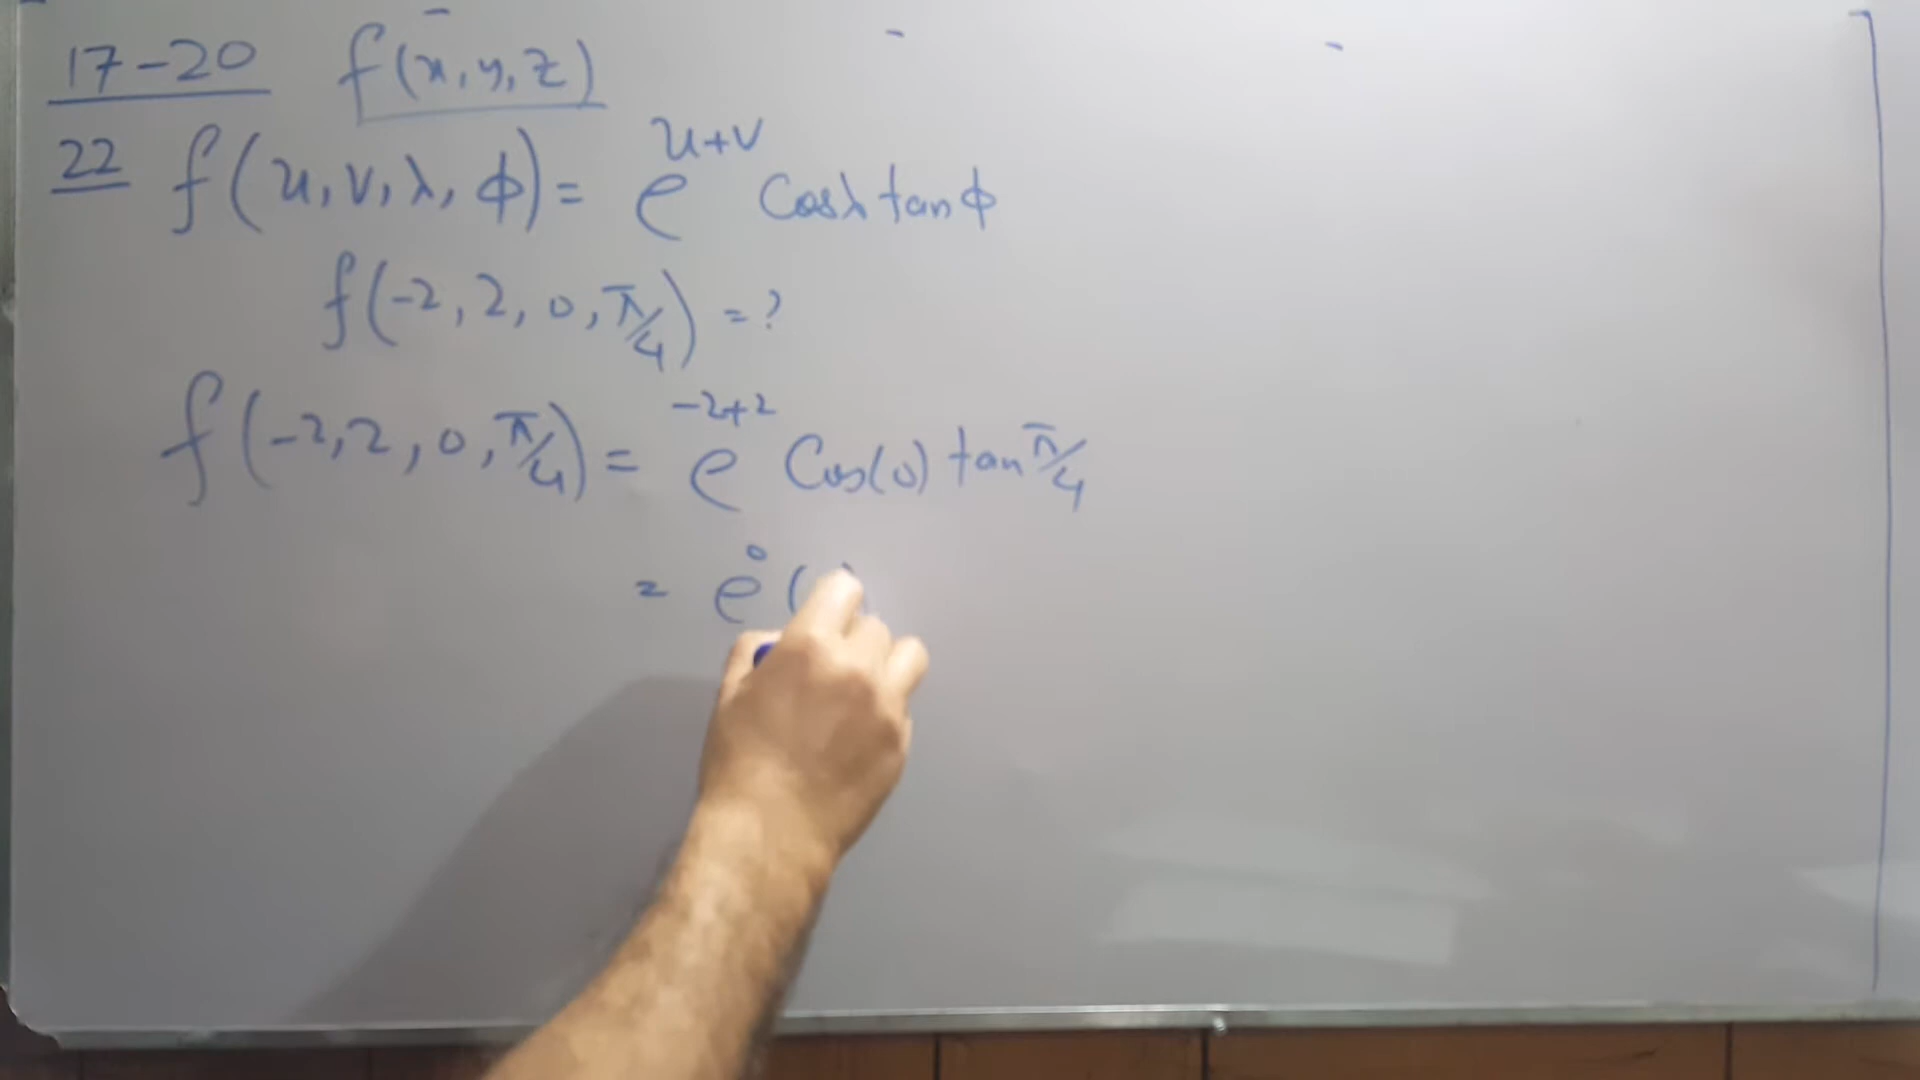 17-20 f(x,y,z)
22 f(u,v,λ,ϕ)= e^{u+v} Cosλ tanϕ
f(-2,2,0,π/4) =?
f(-2,2,0,π/4) = e^{-2+2} Cos(0) tan π/4
= e^0 (